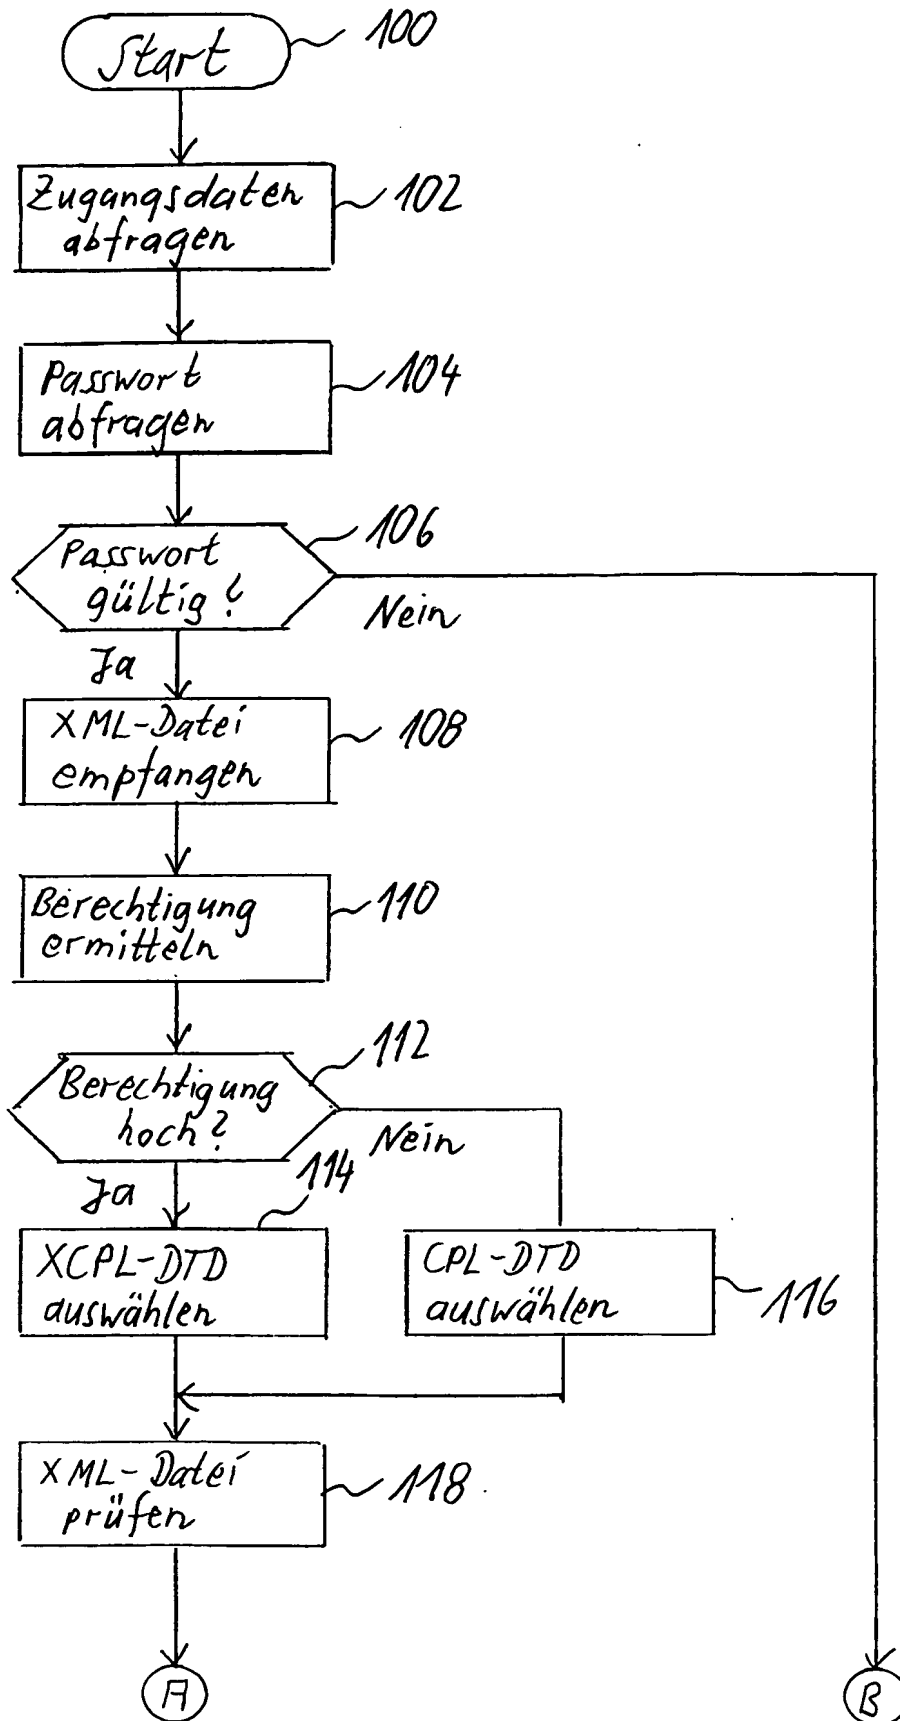 Start
100
Zugangsdaten
abfragen
102
Passwort
abfragen
104
Passwort
gültig?
106
Nein
Ja
XML-Datei
empfangen
108
Berechtigung
ermitteln
110
Berechtigung
hoch?
112
Nein
Ja
114
XCPL-DTD
auswählen
CPL-DTD
auswählen
116
XML-Datei
prüfen
118
A
B